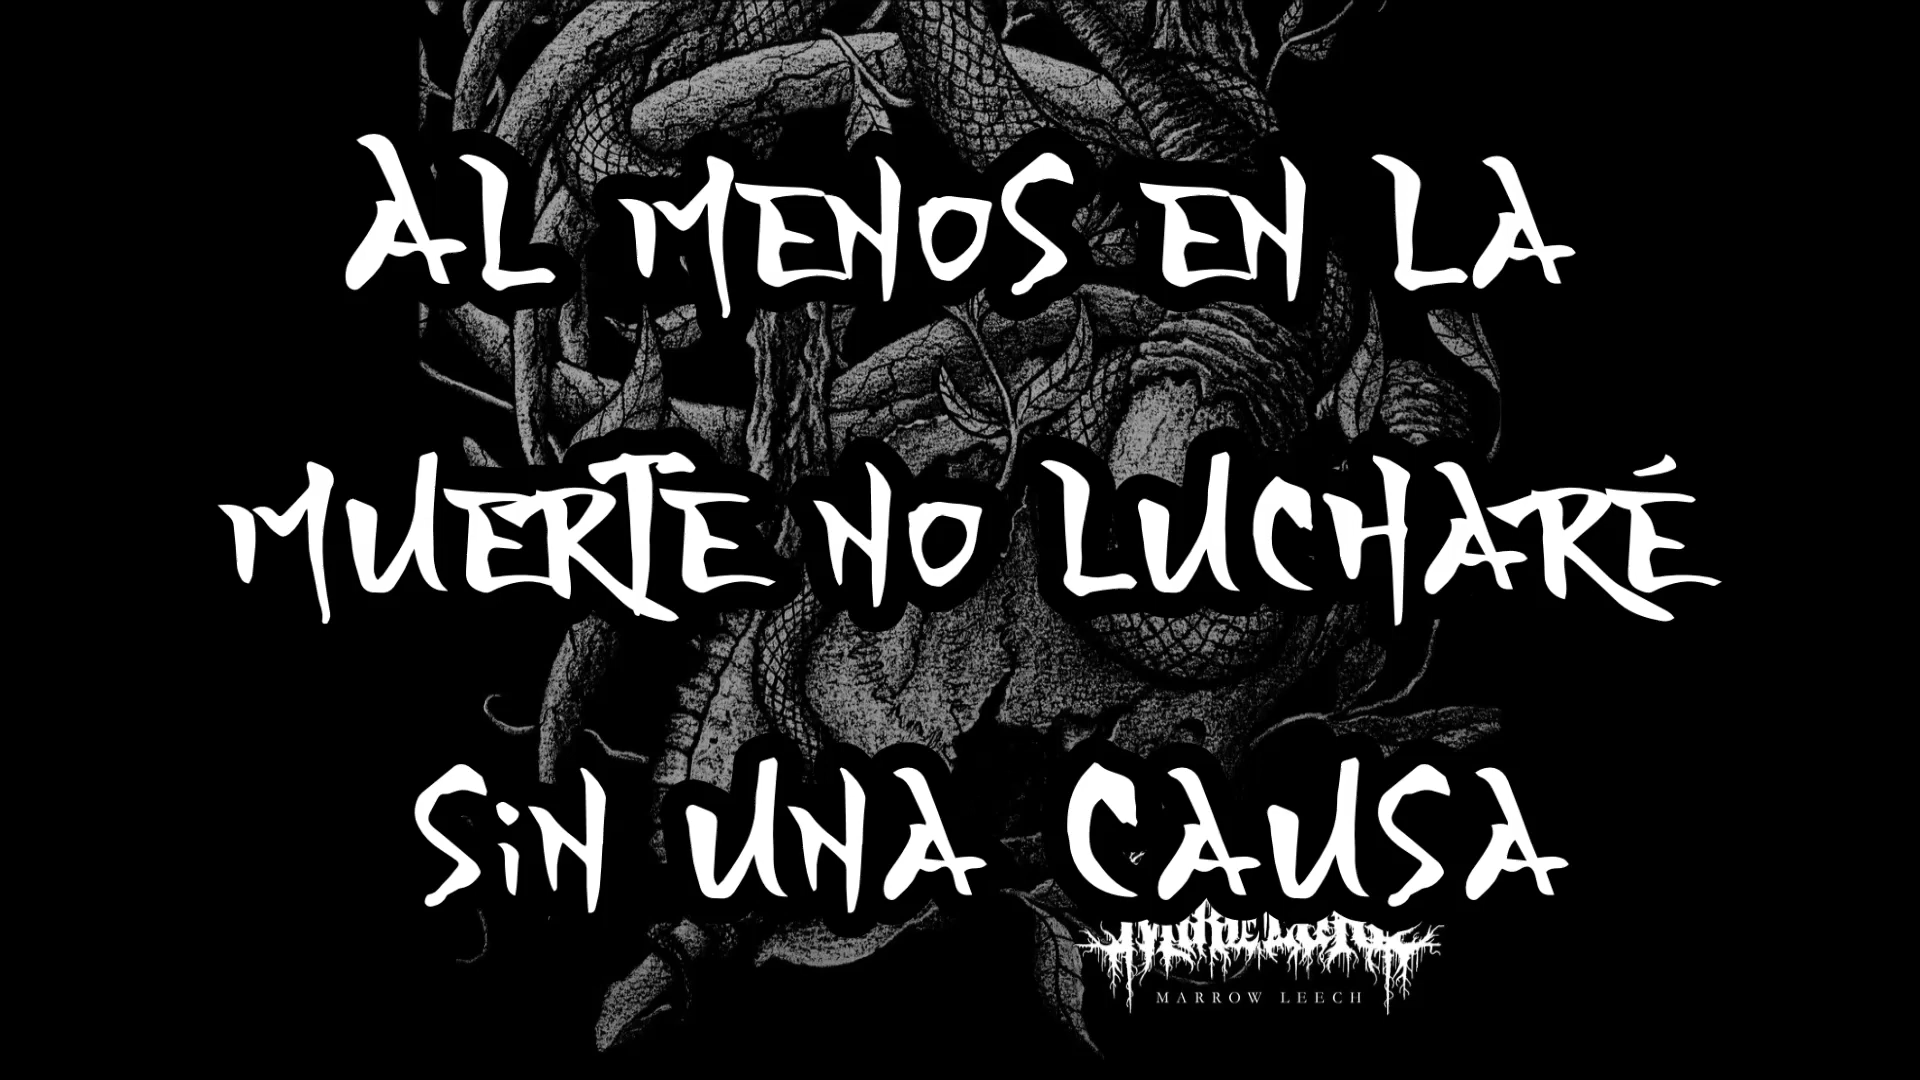 AL MENOS EN LA
MUERTE NO LUCHARÉ
SIN UNA CAUSA
MARROW LEECH